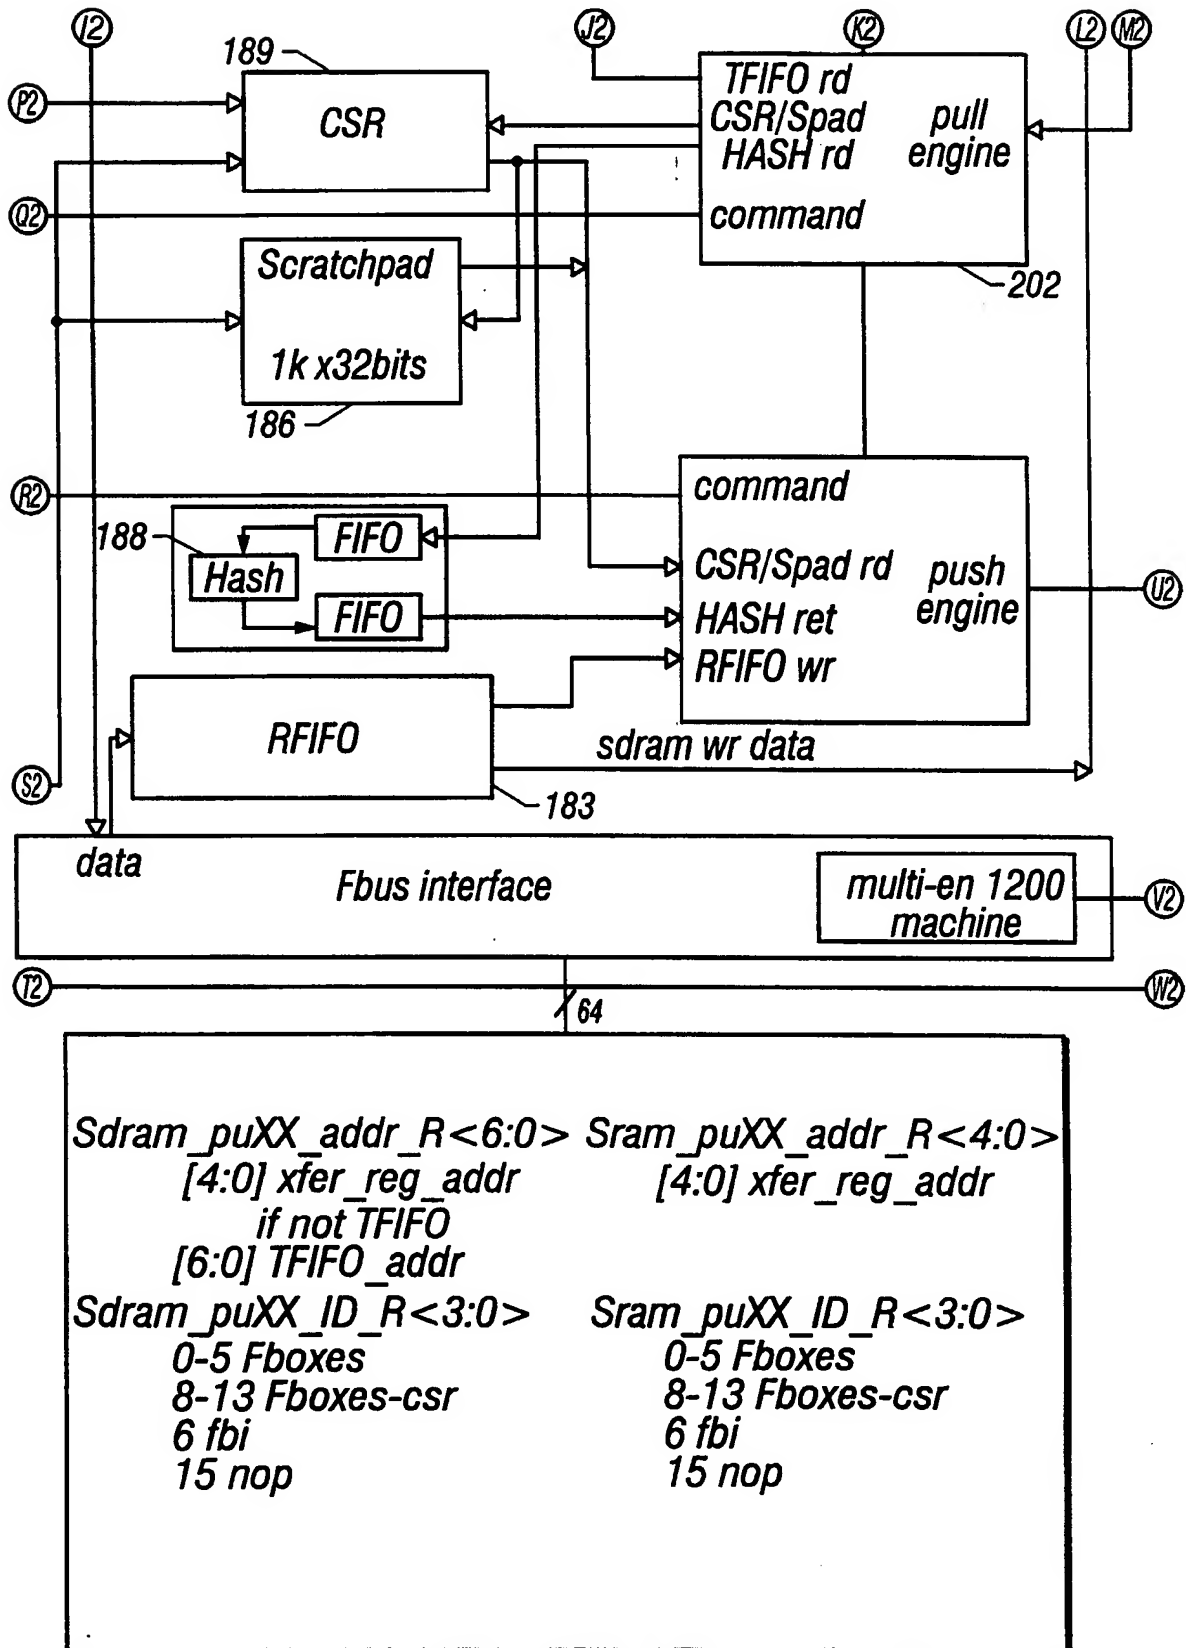 I2
J2
K2
L2
M2
189
P2
CSR
TFIFO rd
CSR/Spad
HASH rd
pull
engine
Q2
command
Scratchpad
202
1k x32bits
186
R2
command
188
FIFO
Hash
FIFO
CSR/Spad rd
HASH ret
RFIFO wr
push
engine
U2
RFIFO
sdram wr data
S2
183
data
Fbus interface
multi-en 1200
machine
V2
T2
W2
64
Sdram_puXX_addr_R<6:0>
[4:0] xfer_reg_addr
if not TFIFO
[6:0] TFIFO_addr
Sdram_puXX_ID_R<3:0>
0-5 Fboxes
8-13 Fboxes-csr
6 fbi
15 nop
Sram_puXX_addr_R<4:0>
[4:0] xfer_reg_addr
Sram_puXX_ID_R<3:0>
0-5 Fboxes
8-13 Fboxes-csr
6 fbi
15 nop